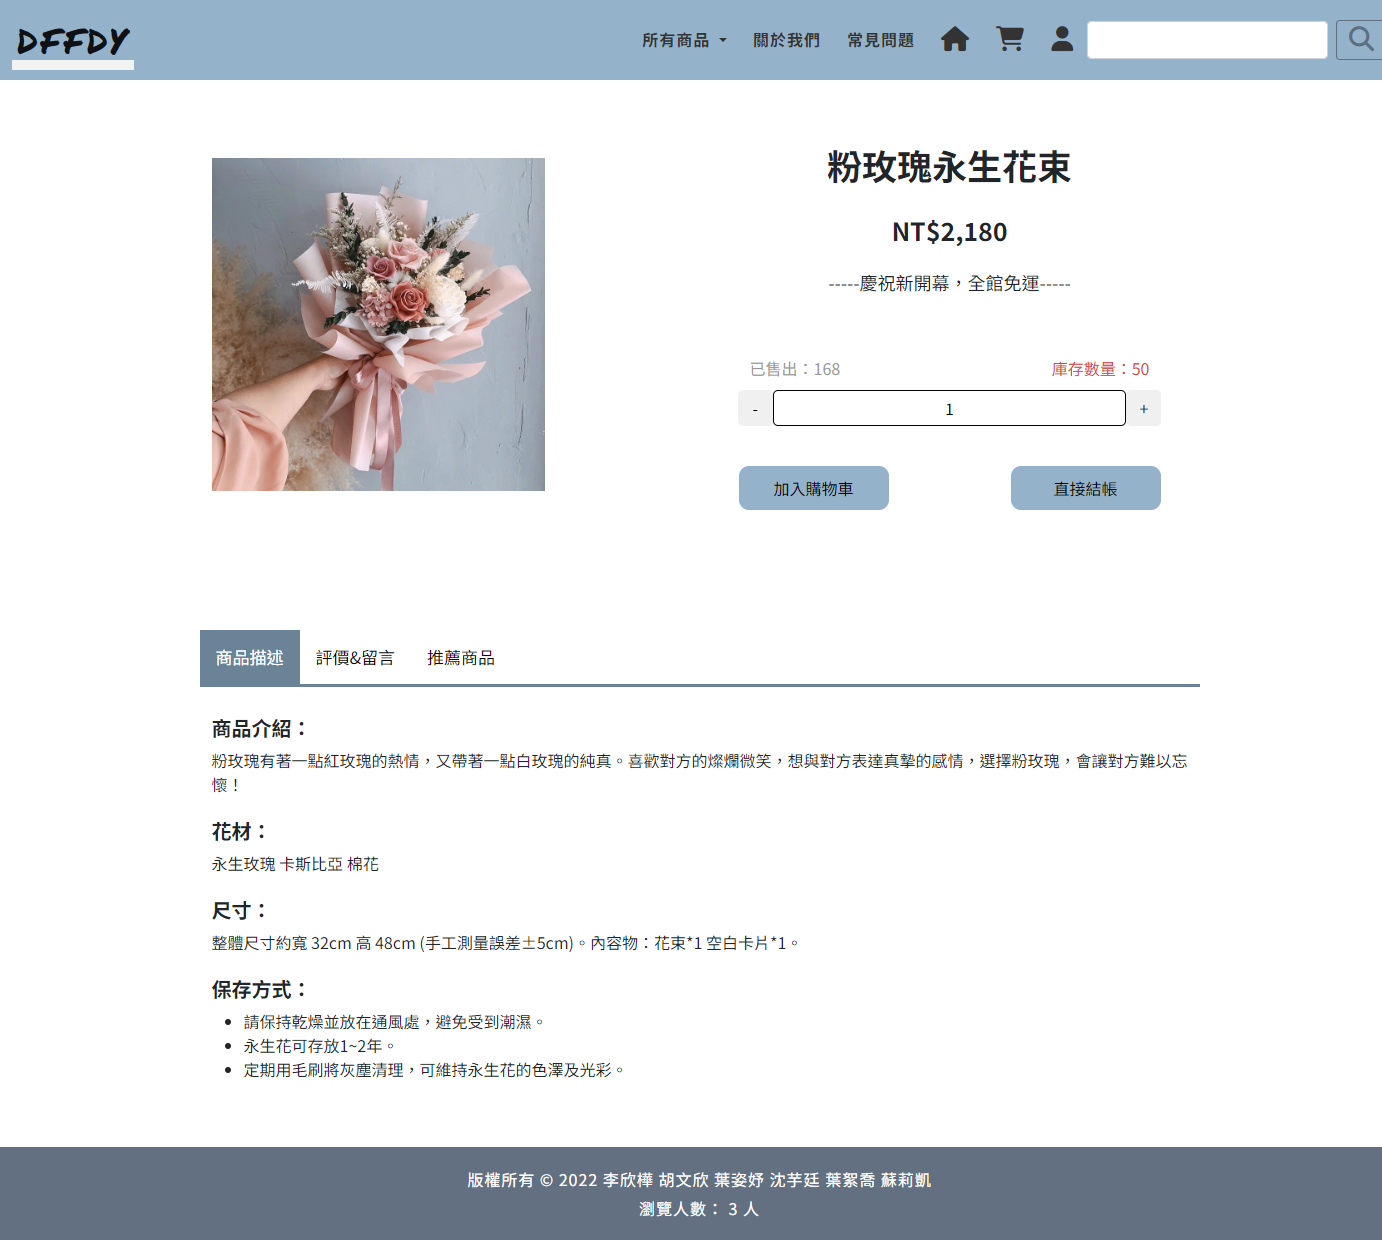 DFFDY
所有商品
關於我們
常見問題
粉玫瑰永生花束
NT$2,180
-----慶祝新開幕，全館免運-----
已售出：168
庫存數量：50
- 1 +
加入購物車
直接結帳
商品描述
評價&留言
推薦商品
商品介紹：
粉玫瑰有著一點紅玫瑰的熱情，又帶著一點白玫瑰的純真。喜歡對方的燦爛微笑，想與對方表達真摯的感情，選擇粉玫瑰，會讓對方難以忘
懷！
花材：
永生玫瑰 卡斯比亞 棉花
尺寸：
整體尺寸約寬 32cm 高 48cm (手工測量誤差±5cm)。內容物：花束*1 空白卡片*1。
保存方式：
請保持乾燥並放在通風處，避免受到潮濕。
永生花可存放1~2年。
定期用毛刷將灰塵清理，可維持永生花的色澤及光彩。
版權所有 © 2022 李欣樺 胡文欣 葉姿妤 沈芋廷 葉絮喬 蘇莉凱
瀏覽人數： 3 人